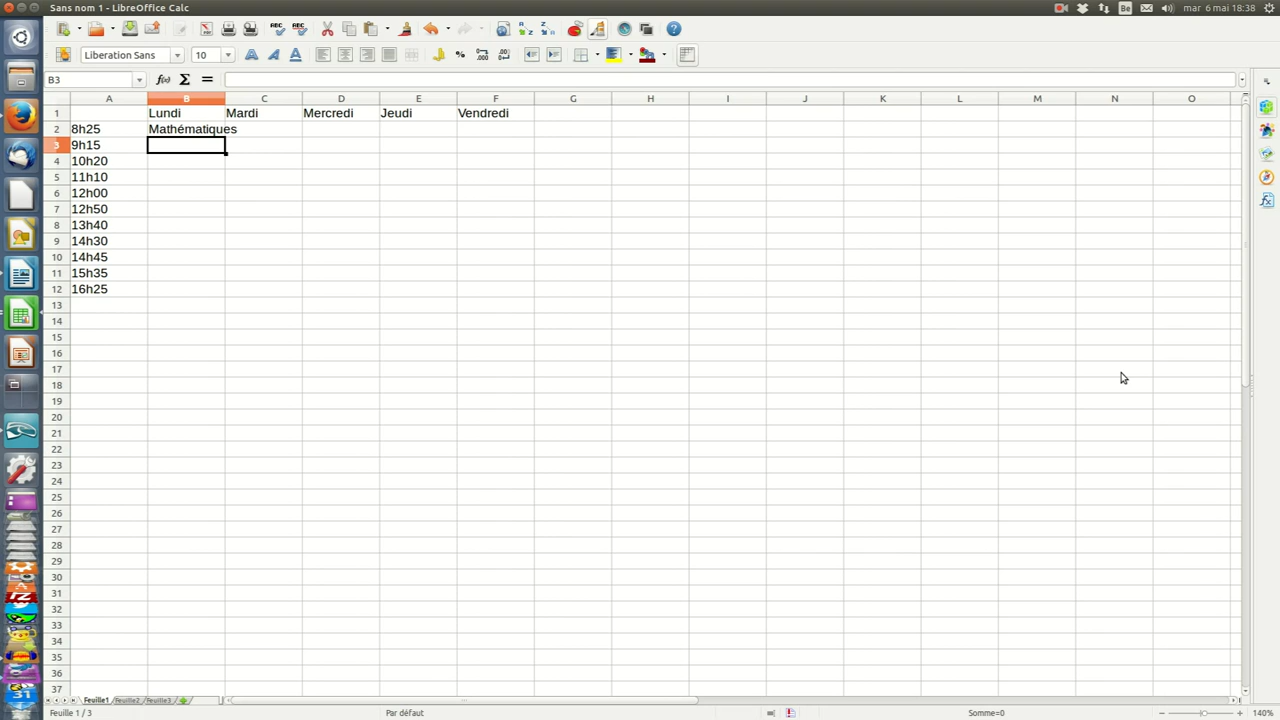 Sans nom 1 - LibreOffice Calc
Be
mar 6 mai 18:38
Liberation Sans 10
B3
A B C D E F G H I J K L M N O
1 Lundi Mardi Mercredi Jeudi Vendredi
2 8h25 Mathématiques
3 9h15
4 10h20
5 11h10
6 12h00
7 12h50
8 13h40
9 14h30
10 14h45
11 15h35
12 16h25
13
14
15
16
17
18
19
20
21
22
23
24
25
26
27
28
29
30
31
32
33
34
35
36
37
Feuille1 Feuille2 Feuille3
Feuille 1 / 3 Par défaut Somme=0 140%